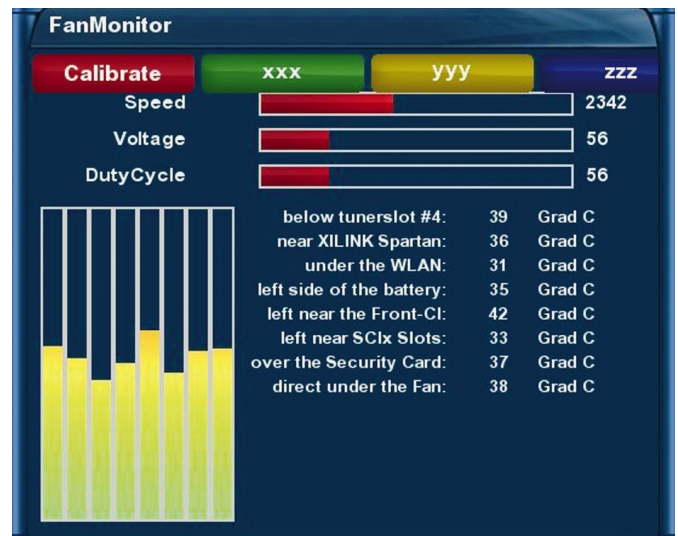 FanMonitor
Calibrate xxx yyy zzz
Speed 2342
Voltage 56
DutyCycle 56
below tunerslot #4: 39 Grad C
near XILINK Spartan: 36 Grad C
under the WLAN: 31 Grad C
left side of the battery: 35 Grad C
left near the Front-CI: 42 Grad C
left near SCIx Slots: 33 Grad C
over the Security Card: 37 Grad C
direct under the Fan: 38 Grad C